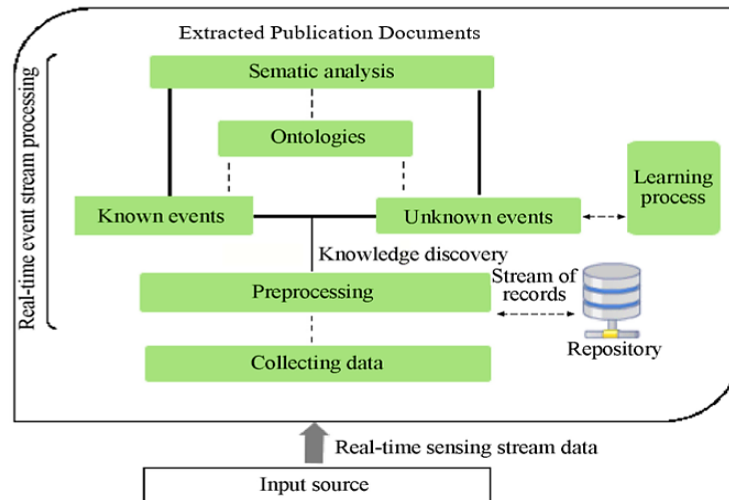 Extracted Publication Documents
Sematic analysis
Ontologies
Known events
Unknown events
Learning
process
Knowledge discovery
Preprocessing
Stream of
records
Repository
Collecting data
Real-time event stream processing
Real-time sensing stream data
Input source